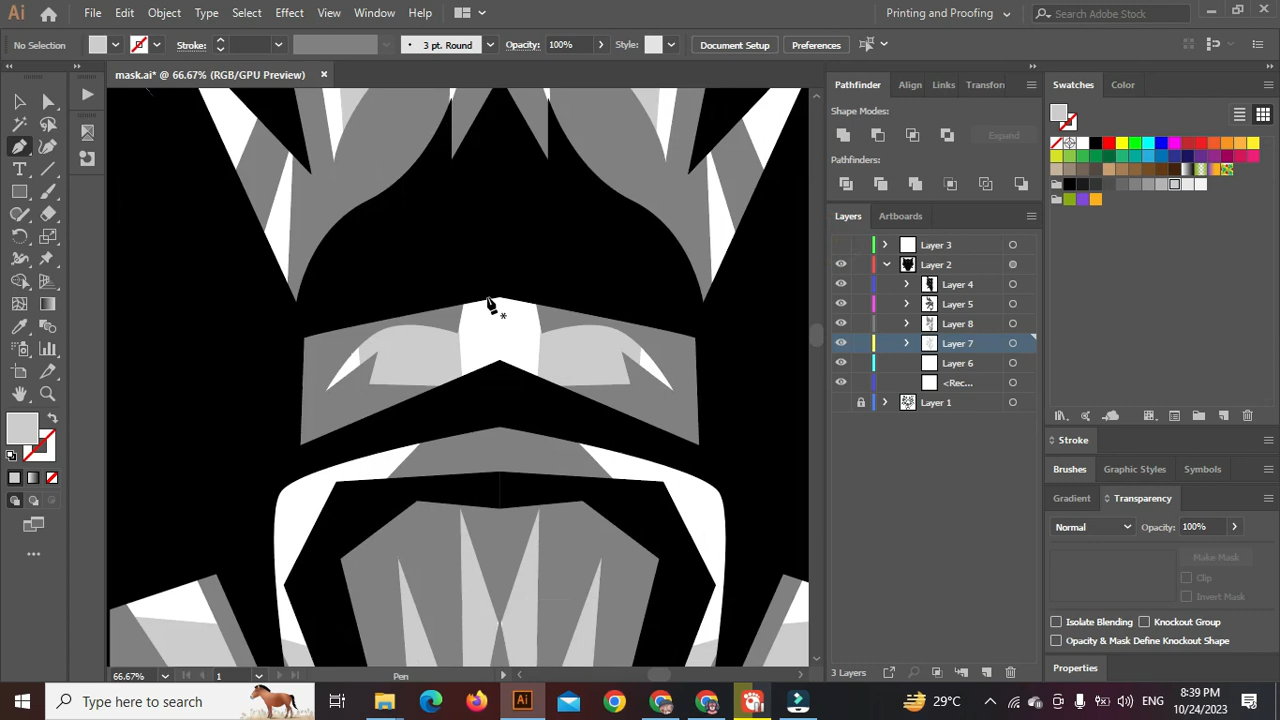 Ai File Edit Object Type Select Effect View Window Help Printing and Proofing Search Adobe Stock
No Selection Stroke: 3 pt. Round Opacity: 100% Style: Document Setup Preferences
mask.ai* @ 66.67% (RGB/GPU Preview)
Pathfinder Align Links Transfon
Shape Modes:
Expand
Pathfinders:
Layers Artboards
Layer 3
Layer 2
Layer 4
Layer 5
Layer 8
Layer 7
Layer 6
<Rec...
Layer 1
3 Layers
Swatches Color
Stroke
Brushes Graphic Styles Symbols
Gradient Transparency
Normal Opacity: 100%
Make Mask
Clip
Invert Mask
Isolate Blending Knockout Group
Opacity & Mask Define Knockout Shape
Properties
66.67% 1 Pen
Type here to search
Ai
29°C
ENG
8:39 PM
10/24/2023